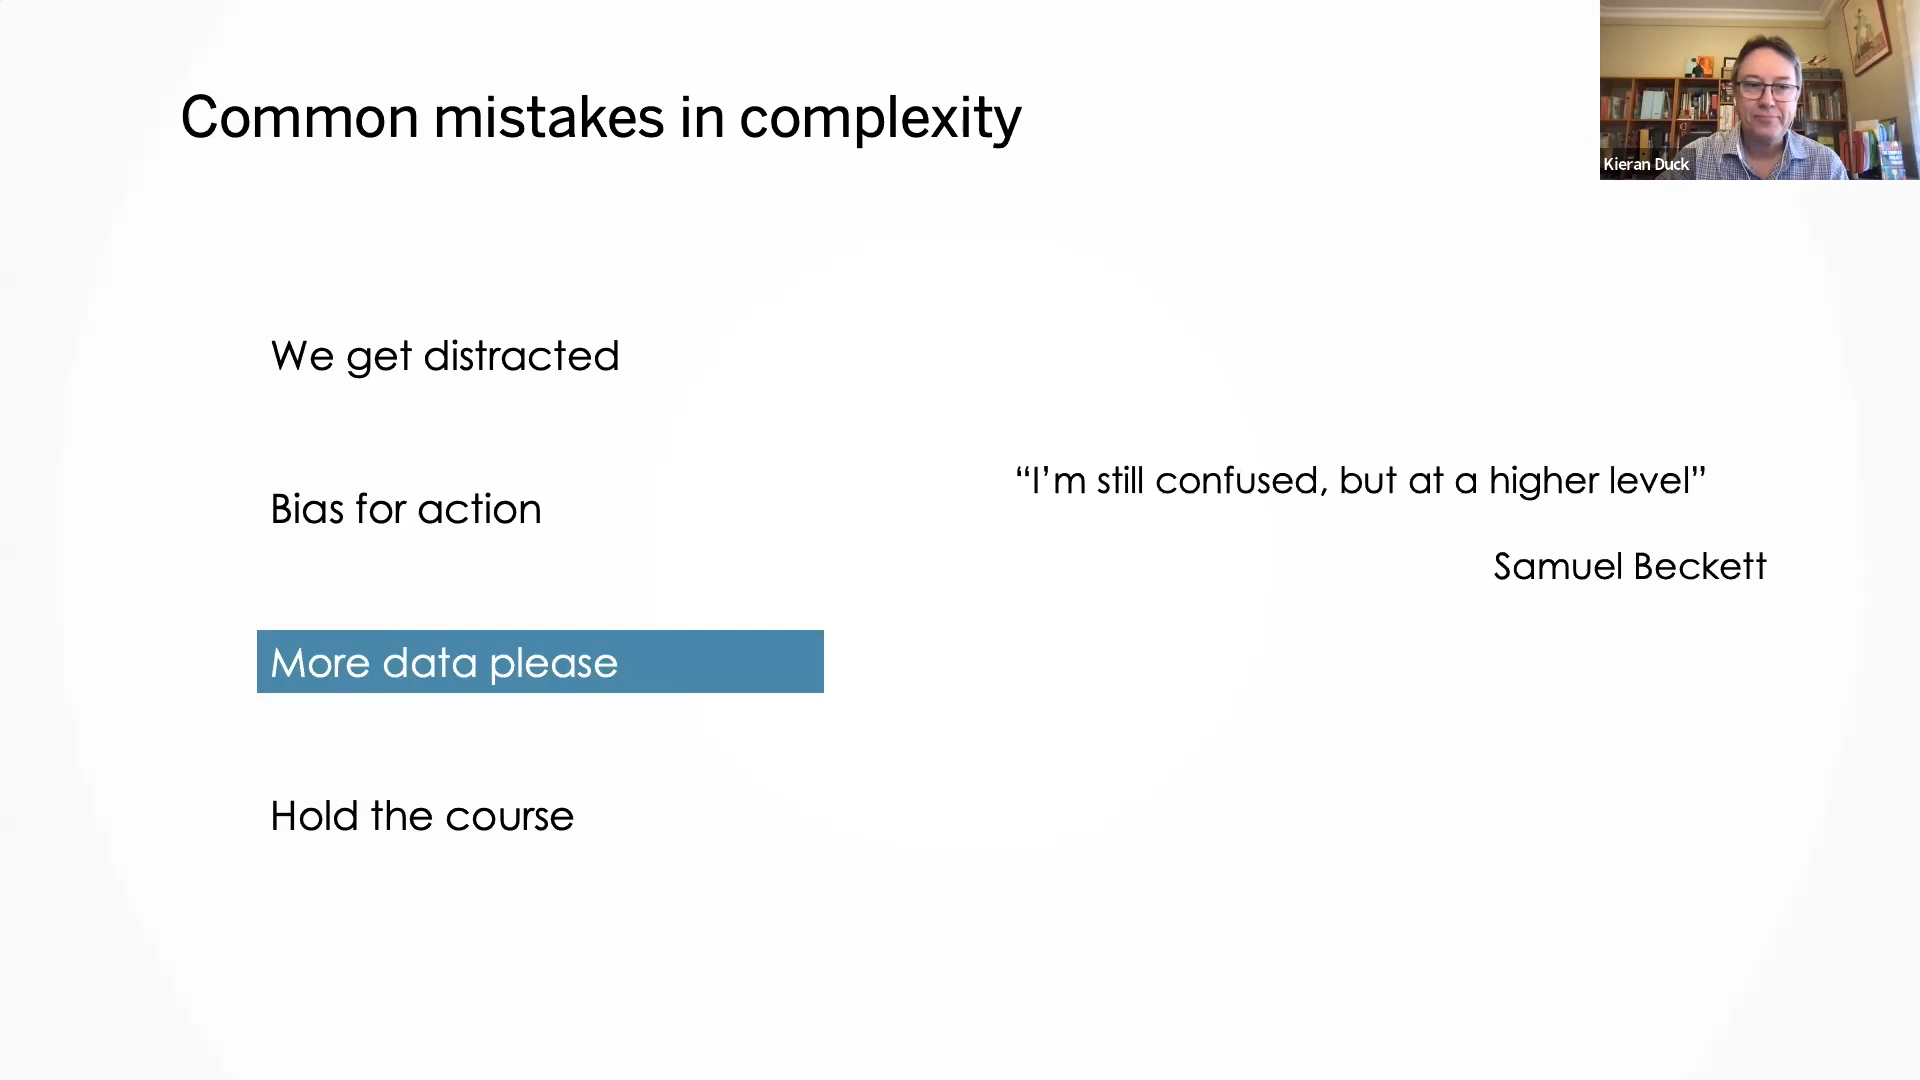 Common mistakes in complexity
Kieran Duck
We get distracted
Bias for action
More data please
Hold the course
“I’m still confused, but at a higher level”
Samuel Beckett